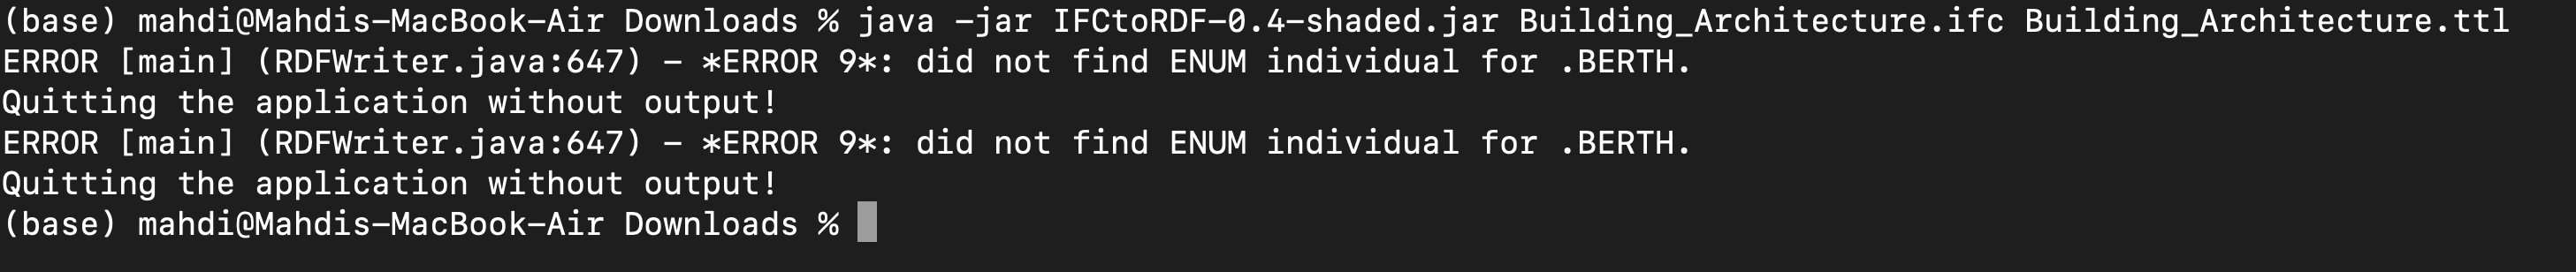 (base) mahdi@Mahdis-MacBook-Air Downloads % java -jar IFCtoRDF-0.4-shaded.jar Building_Architecture.ifc Building_Architecture.ttl
ERROR [main] (RDFWriter.java:647) - *ERROR 9*: did not find ENUM individual for .BERTH.
Quitting the application without output!
ERROR [main] (RDFWriter.java:647) - *ERROR 9*: did not find ENUM individual for .BERTH.
Quitting the application without output!
(base) mahdi@Mahdis-MacBook-Air Downloads %